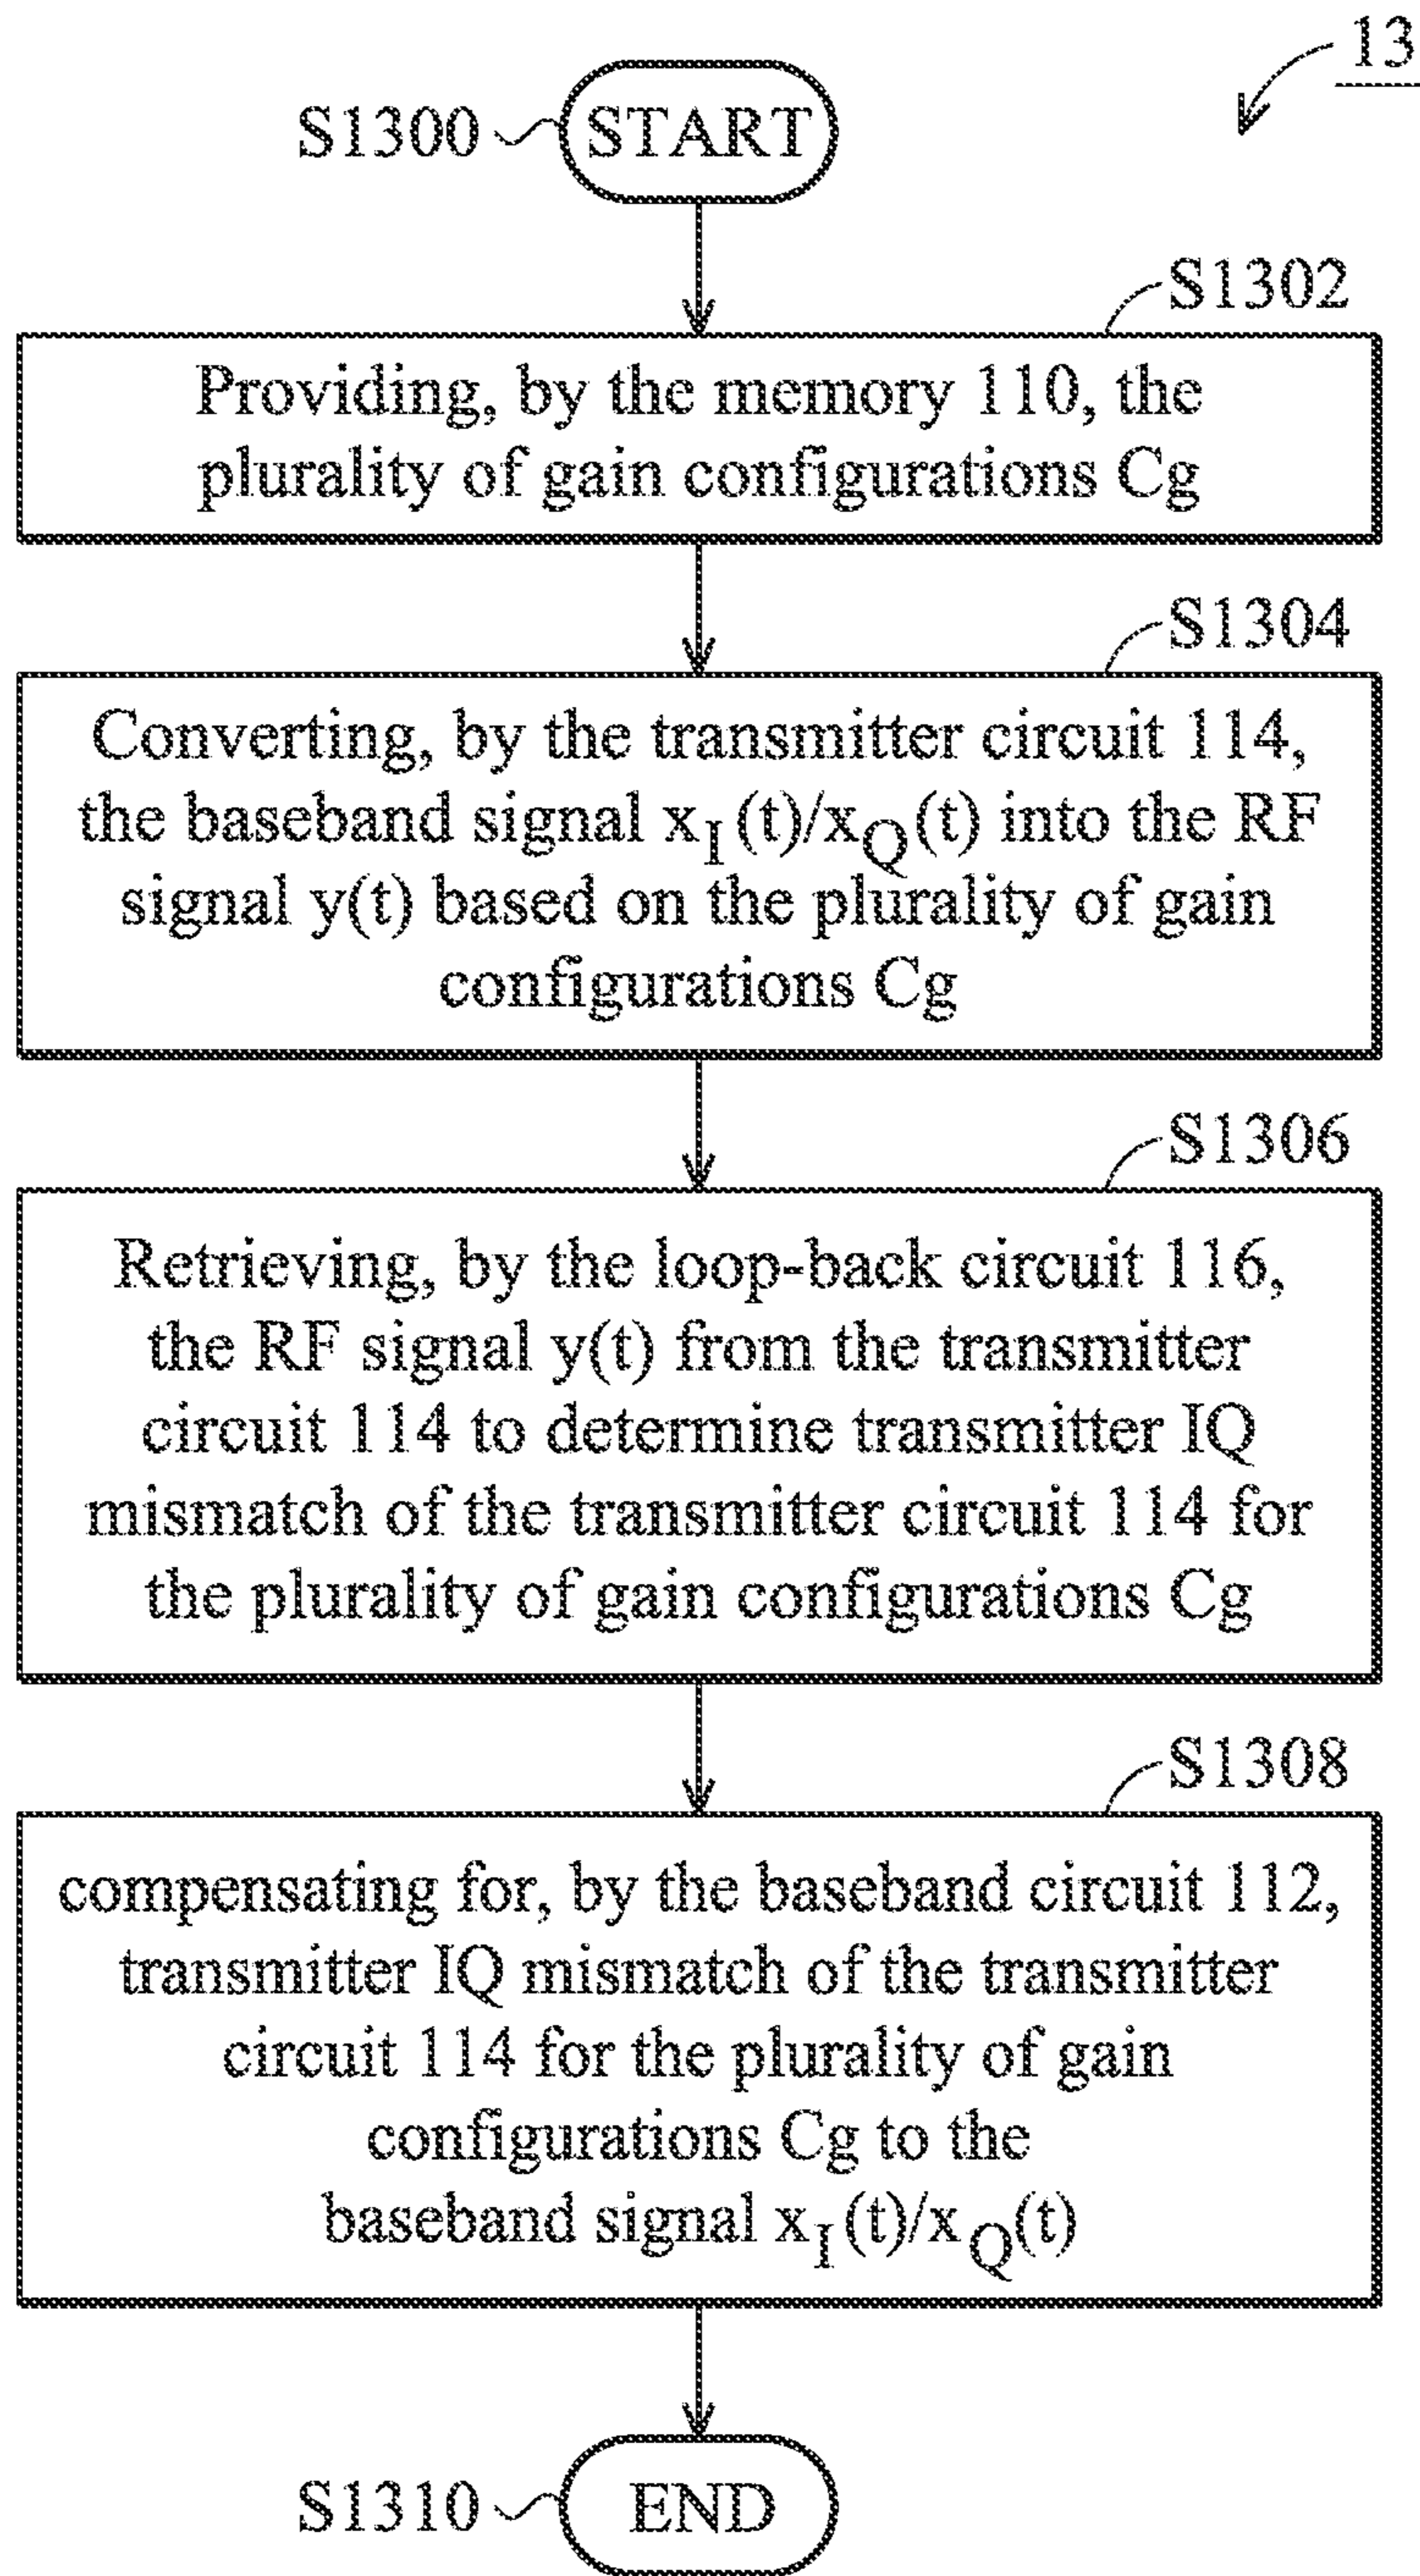 13
S1300
START
S1302
Providing, by the memory 110, the
plurality of gain configurations Cg
S1304
Converting, by the transmitter circuit 114,
the baseband signal x_I(t)/x_Q(t) into the RF
signal y(t) based on the plurality of gain
configurations Cg
S1306
Retrieving, by the loop-back circuit 116,
the RF signal y(t) from the transmitter
circuit 114 to determine transmitter IQ
mismatch of the transmitter circuit 114 for
the plurality of gain configurations Cg
S1308
compensating for, by the baseband circuit 112,
transmitter IQ mismatch of the transmitter
circuit 114 for the plurality of gain
configurations Cg to the
baseband signal x_I(t)/x_Q(t)
S1310
END